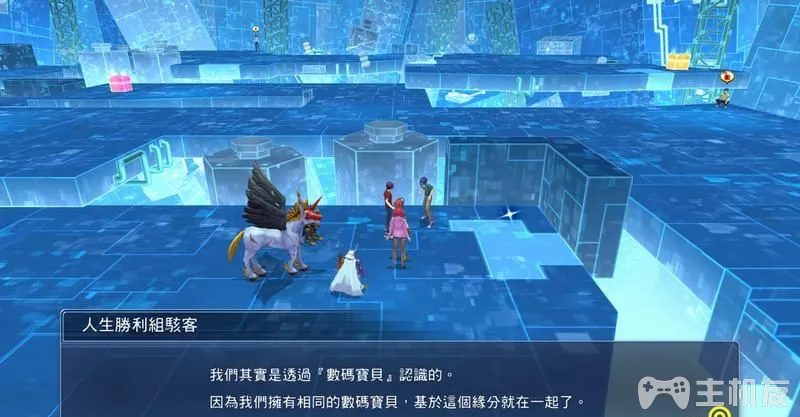 人生勝利組駭客
我們其實是透過『數碼寶貝』認識的。
因為我們擁有相同的數碼寶貝，基於這個緣分就在一起了。
主机友